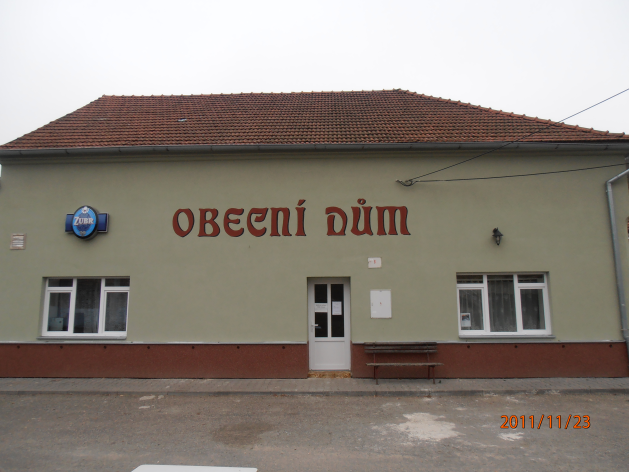 OBECNÍ DŮM
ZUBR
2011/11/23